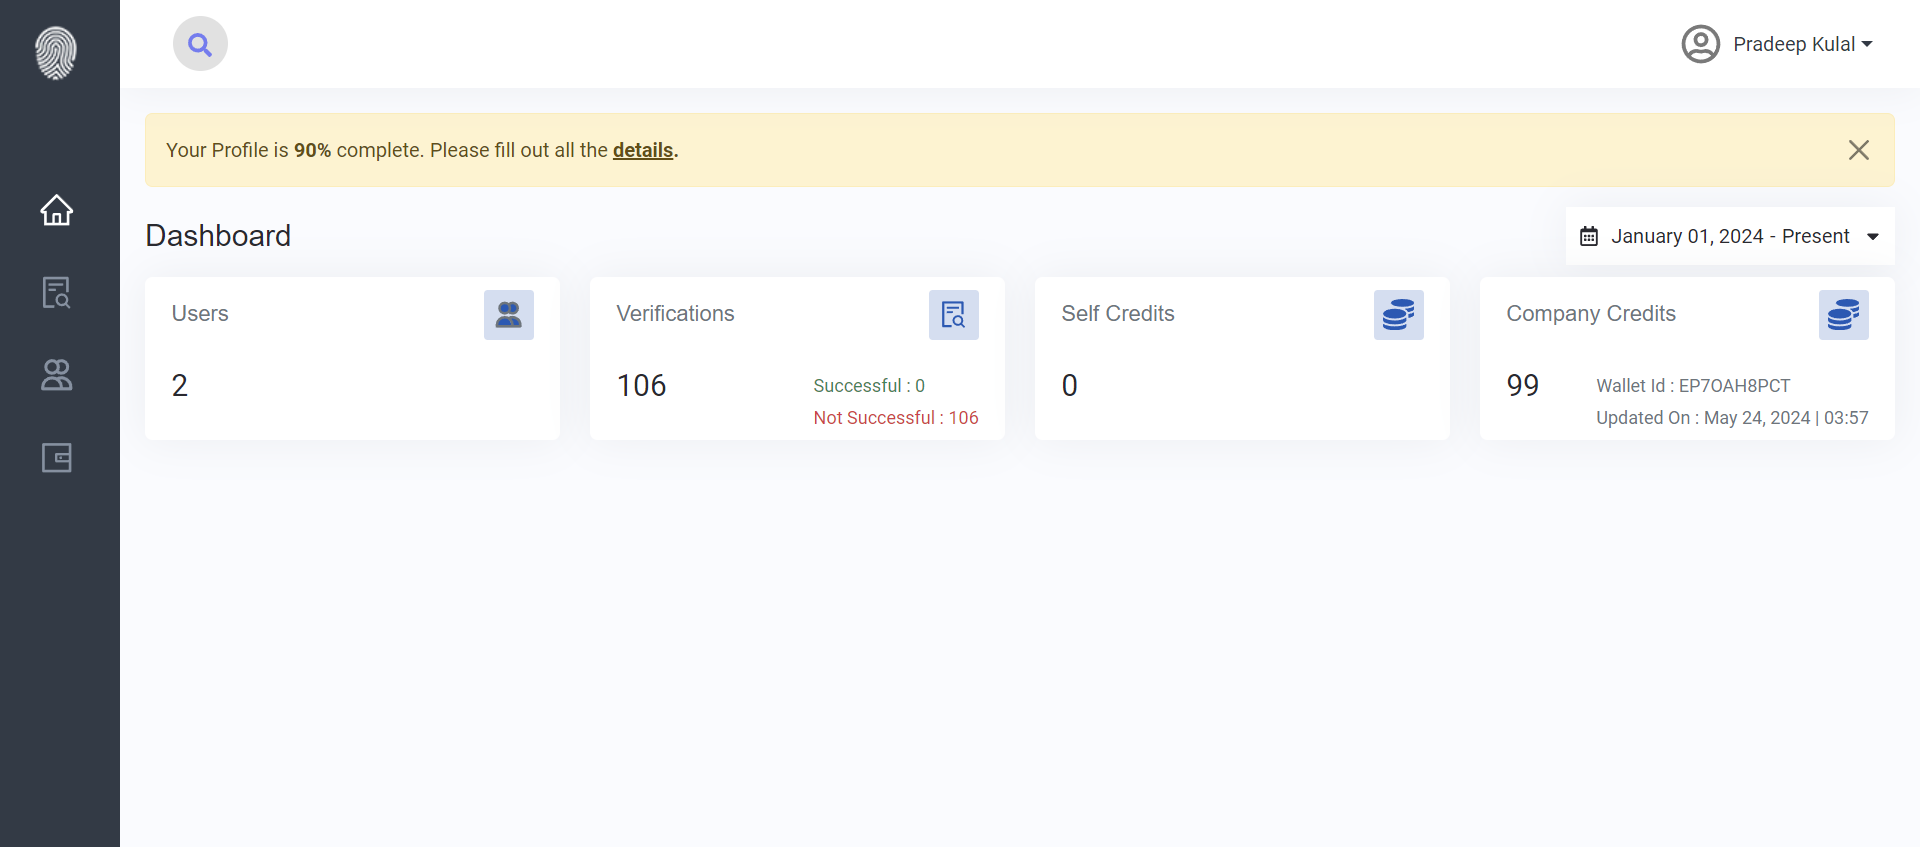 Pradeep Kulal
Your Profile is 90% complete. Please fill out all the details.
Dashboard
January 01, 2024 - Present
Users
2
Verifications
106
Successful : 0
Not Successful : 106
Self Credits
0
Company Credits
99
Wallet Id : EP7OAH8PCT
Updated On : May 24, 2024 | 03:57